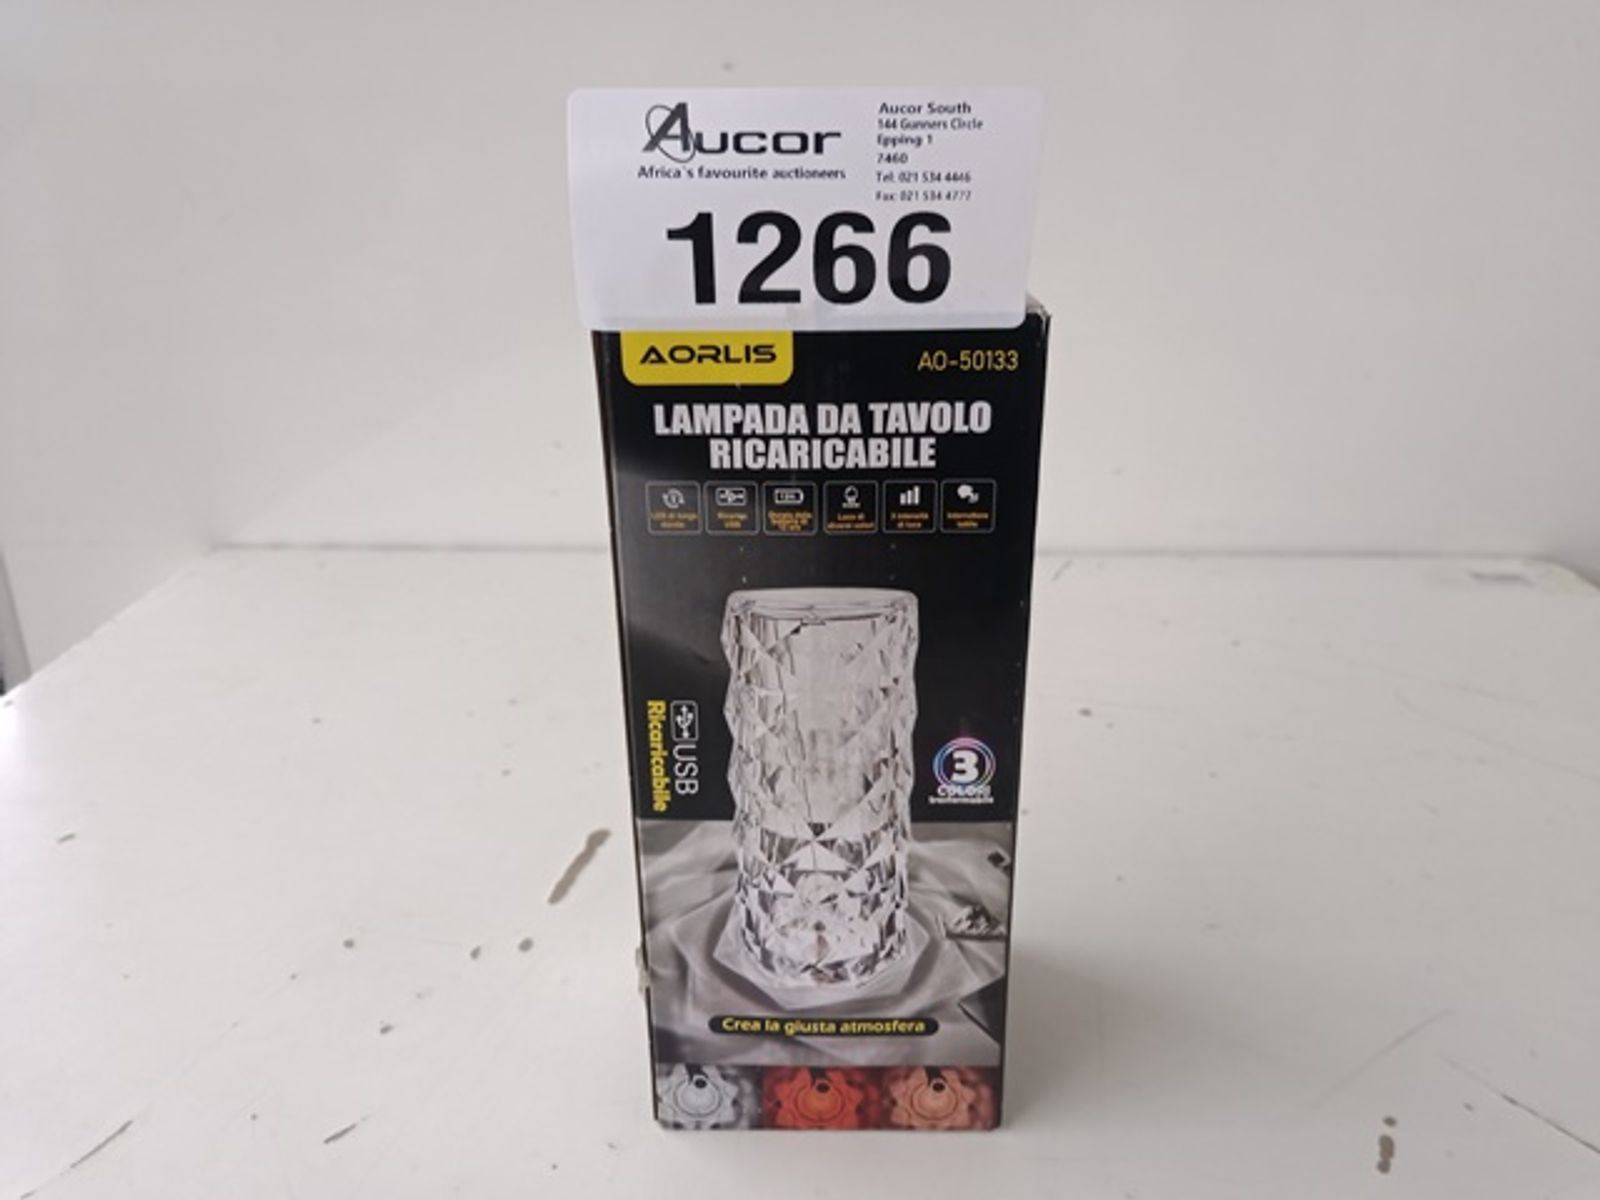 Aucor
Africa's favourite auctioneers
Aucor South
144 Gunners Circle
Epping 1
7460
Tel: 021 534 4446
Fax: 021 534 4777
1266
AORLIS
AO-50133
LAMPADA DA TAVOLO
RICARICABILE
USB
Ricaricabile
3
COLORI
Crea la giusta atmosfera